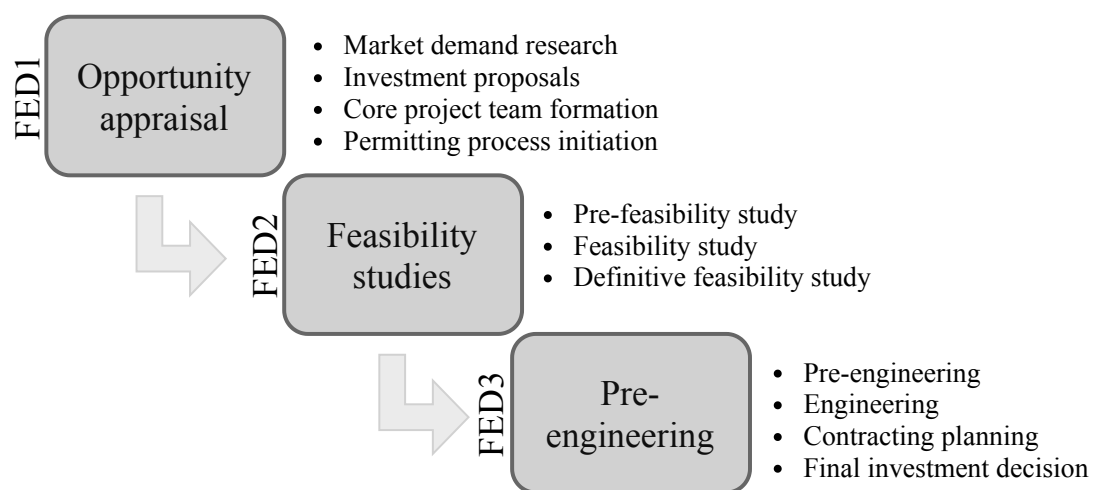 FED1
Opportunity
appraisal
• Market demand research
• Investment proposals
• Core project team formation
• Permitting process initiation
FED2
Feasibility
studies
• Pre-feasibility study
• Feasibility study
• Definitive feasibility study
FED3
Pre-
engineering
• Pre-engineering
• Engineering
• Contracting planning
• Final investment decision